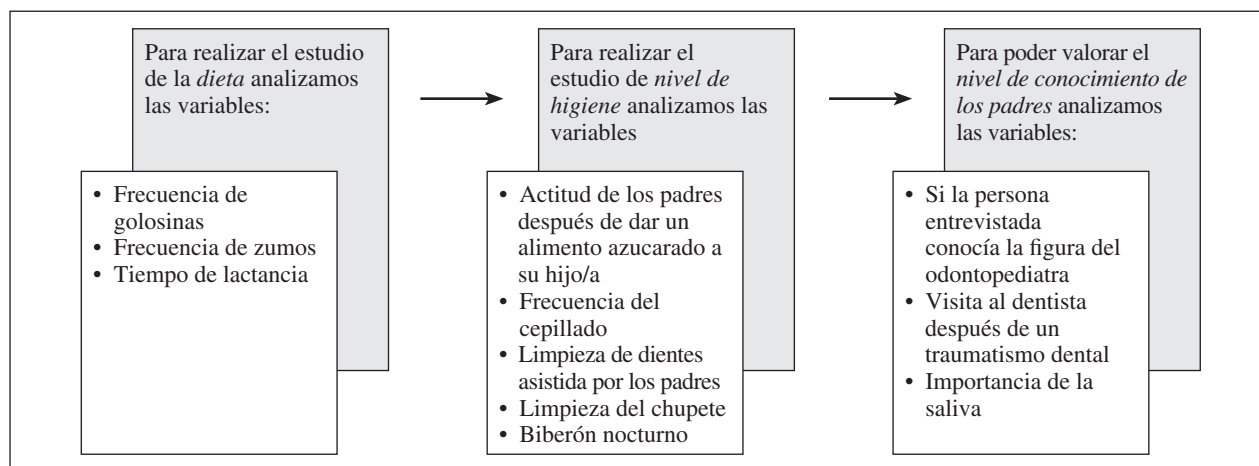 Para realizar el estudio
de la dieta analizamos
las variables:
• Frecuencia de
golosinas
• Frecuencia de zumos
• Tiempo de lactancia
Para realizar el
estudio de nivel de
higiene analizamos las
variables
• Actitud de los padres
después de dar un
alimento azucarado a
su hijo/a
• Frecuencia del
cepillado
• Limpieza de dientes
asistida por los padres
• Limpieza del chupete
• Biberón nocturno
Para poder valorar el
nivel de conocimiento de
los padres analizamos
las variables:
• Si la persona
entrevistada
conocía la figura del
odontopediatra
• Visita al dentista
después de un
traumatismo dental
• Importancia de la
saliva